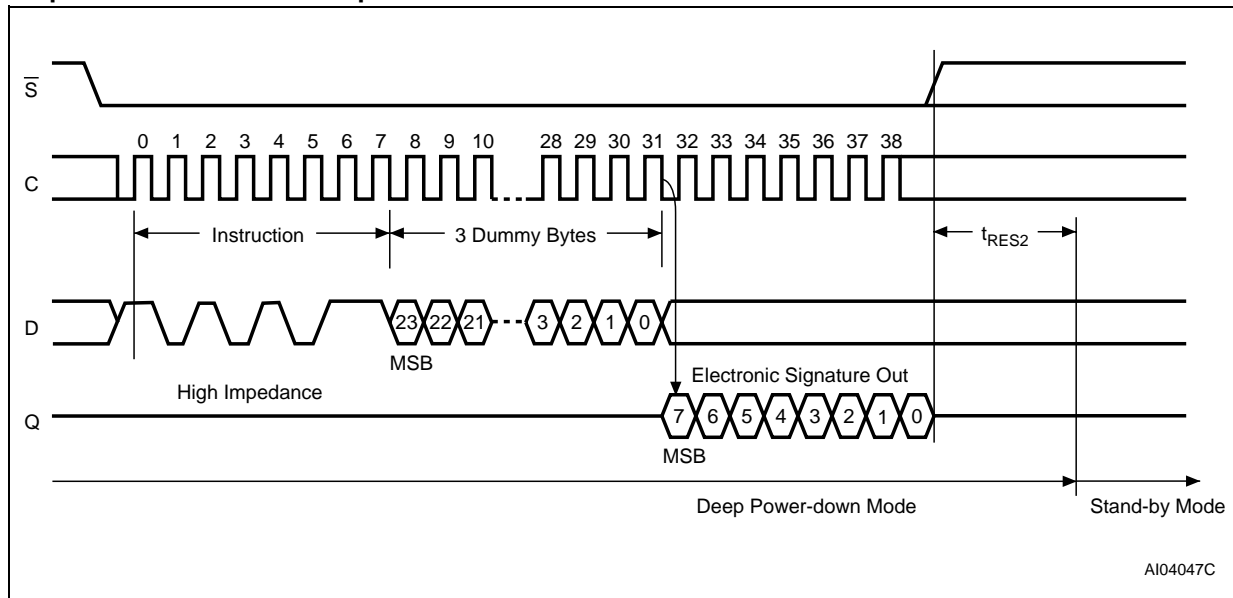 S
0 1 2 3 4 5 6 7 8 9 10 28 29 30 31 32 33 34 35 36 37 38
C
Instruction 3 Dummy Bytes tRES2
D
23 22 21 3 2 1 0
MSB
High Impedance Electronic Signature Out
Q
7 6 5 4 3 2 1 0
MSB
Deep Power-down Mode Stand-by Mode
AI04047C